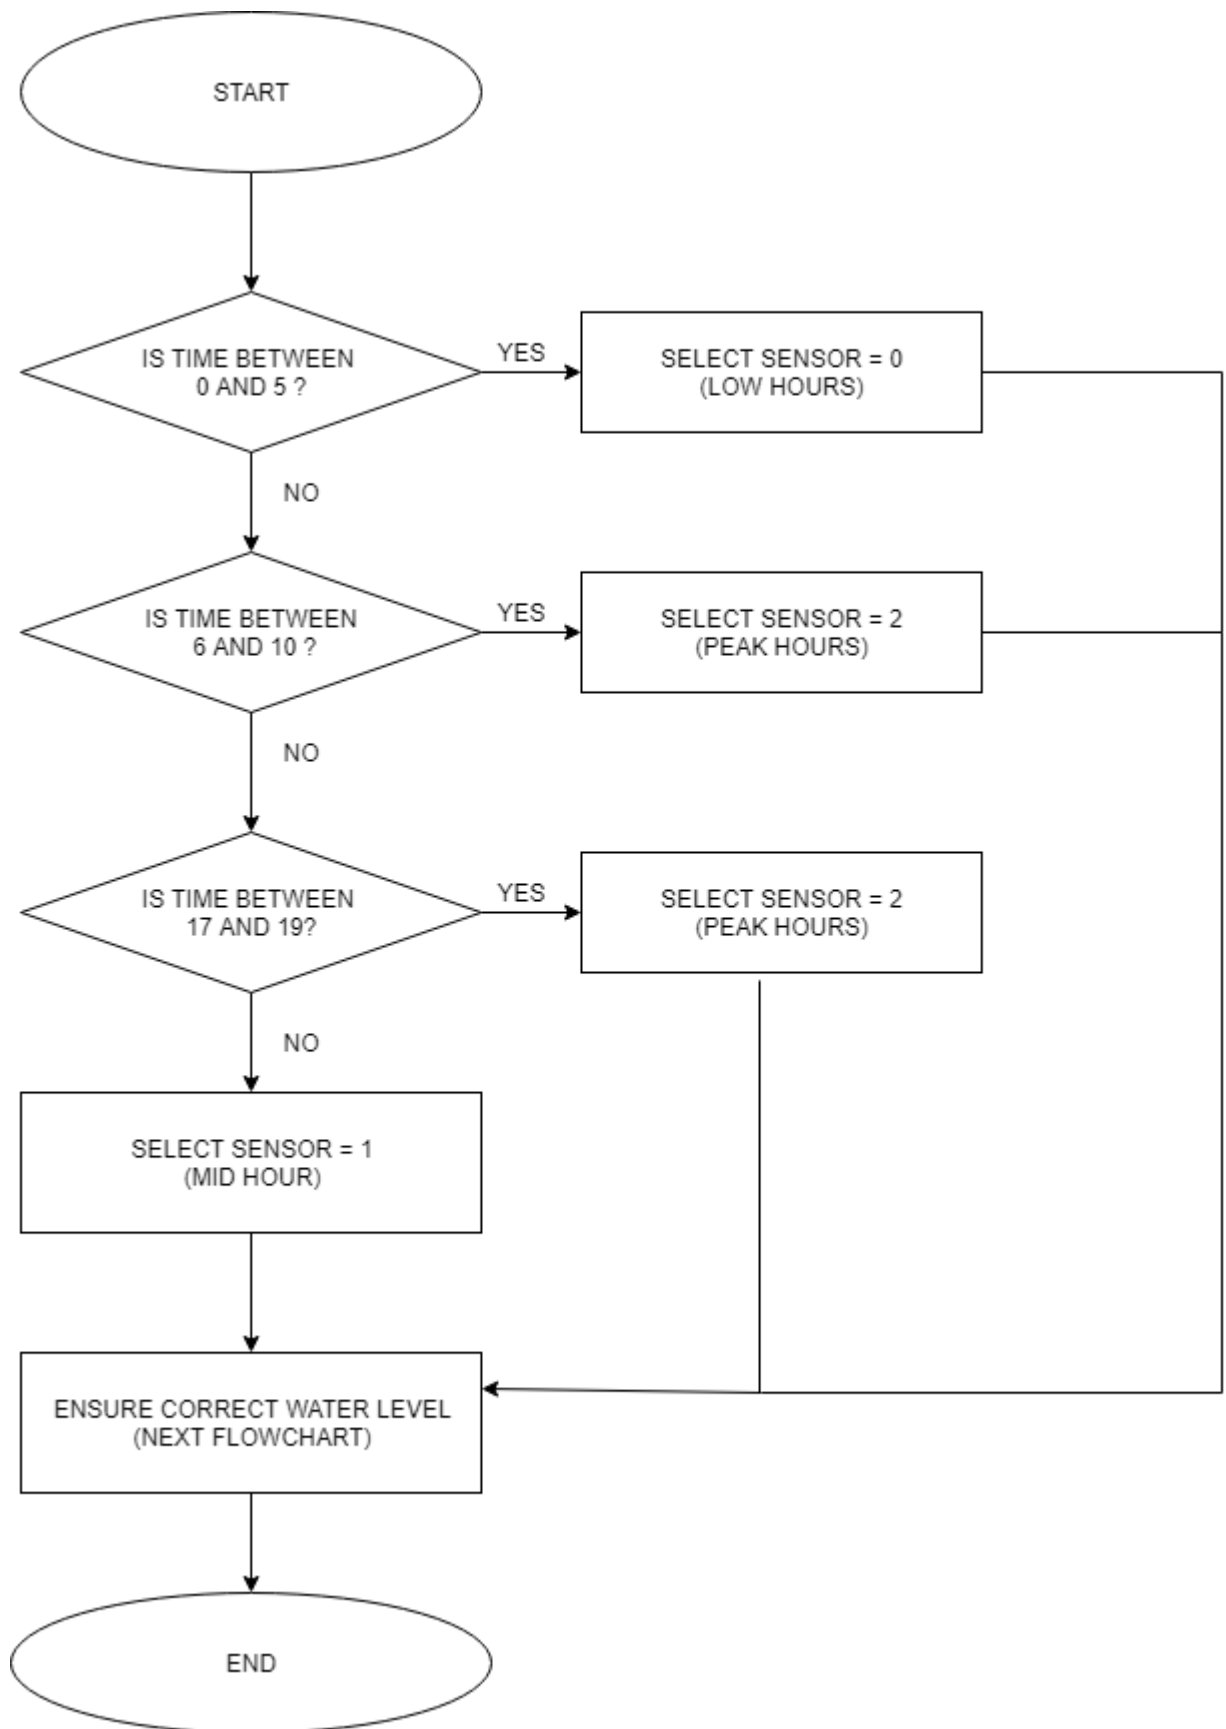 START
IS TIME BETWEEN
0 AND 5 ?
YES
SELECT SENSOR = 0
(LOW HOURS)
NO
IS TIME BETWEEN
6 AND 10 ?
YES
SELECT SENSOR = 2
(PEAK HOURS)
NO
IS TIME BETWEEN
17 AND 19?
YES
SELECT SENSOR = 2
(PEAK HOURS)
NO
SELECT SENSOR = 1
(MID HOUR)
ENSURE CORRECT WATER LEVEL
(NEXT FLOWCHART)
END